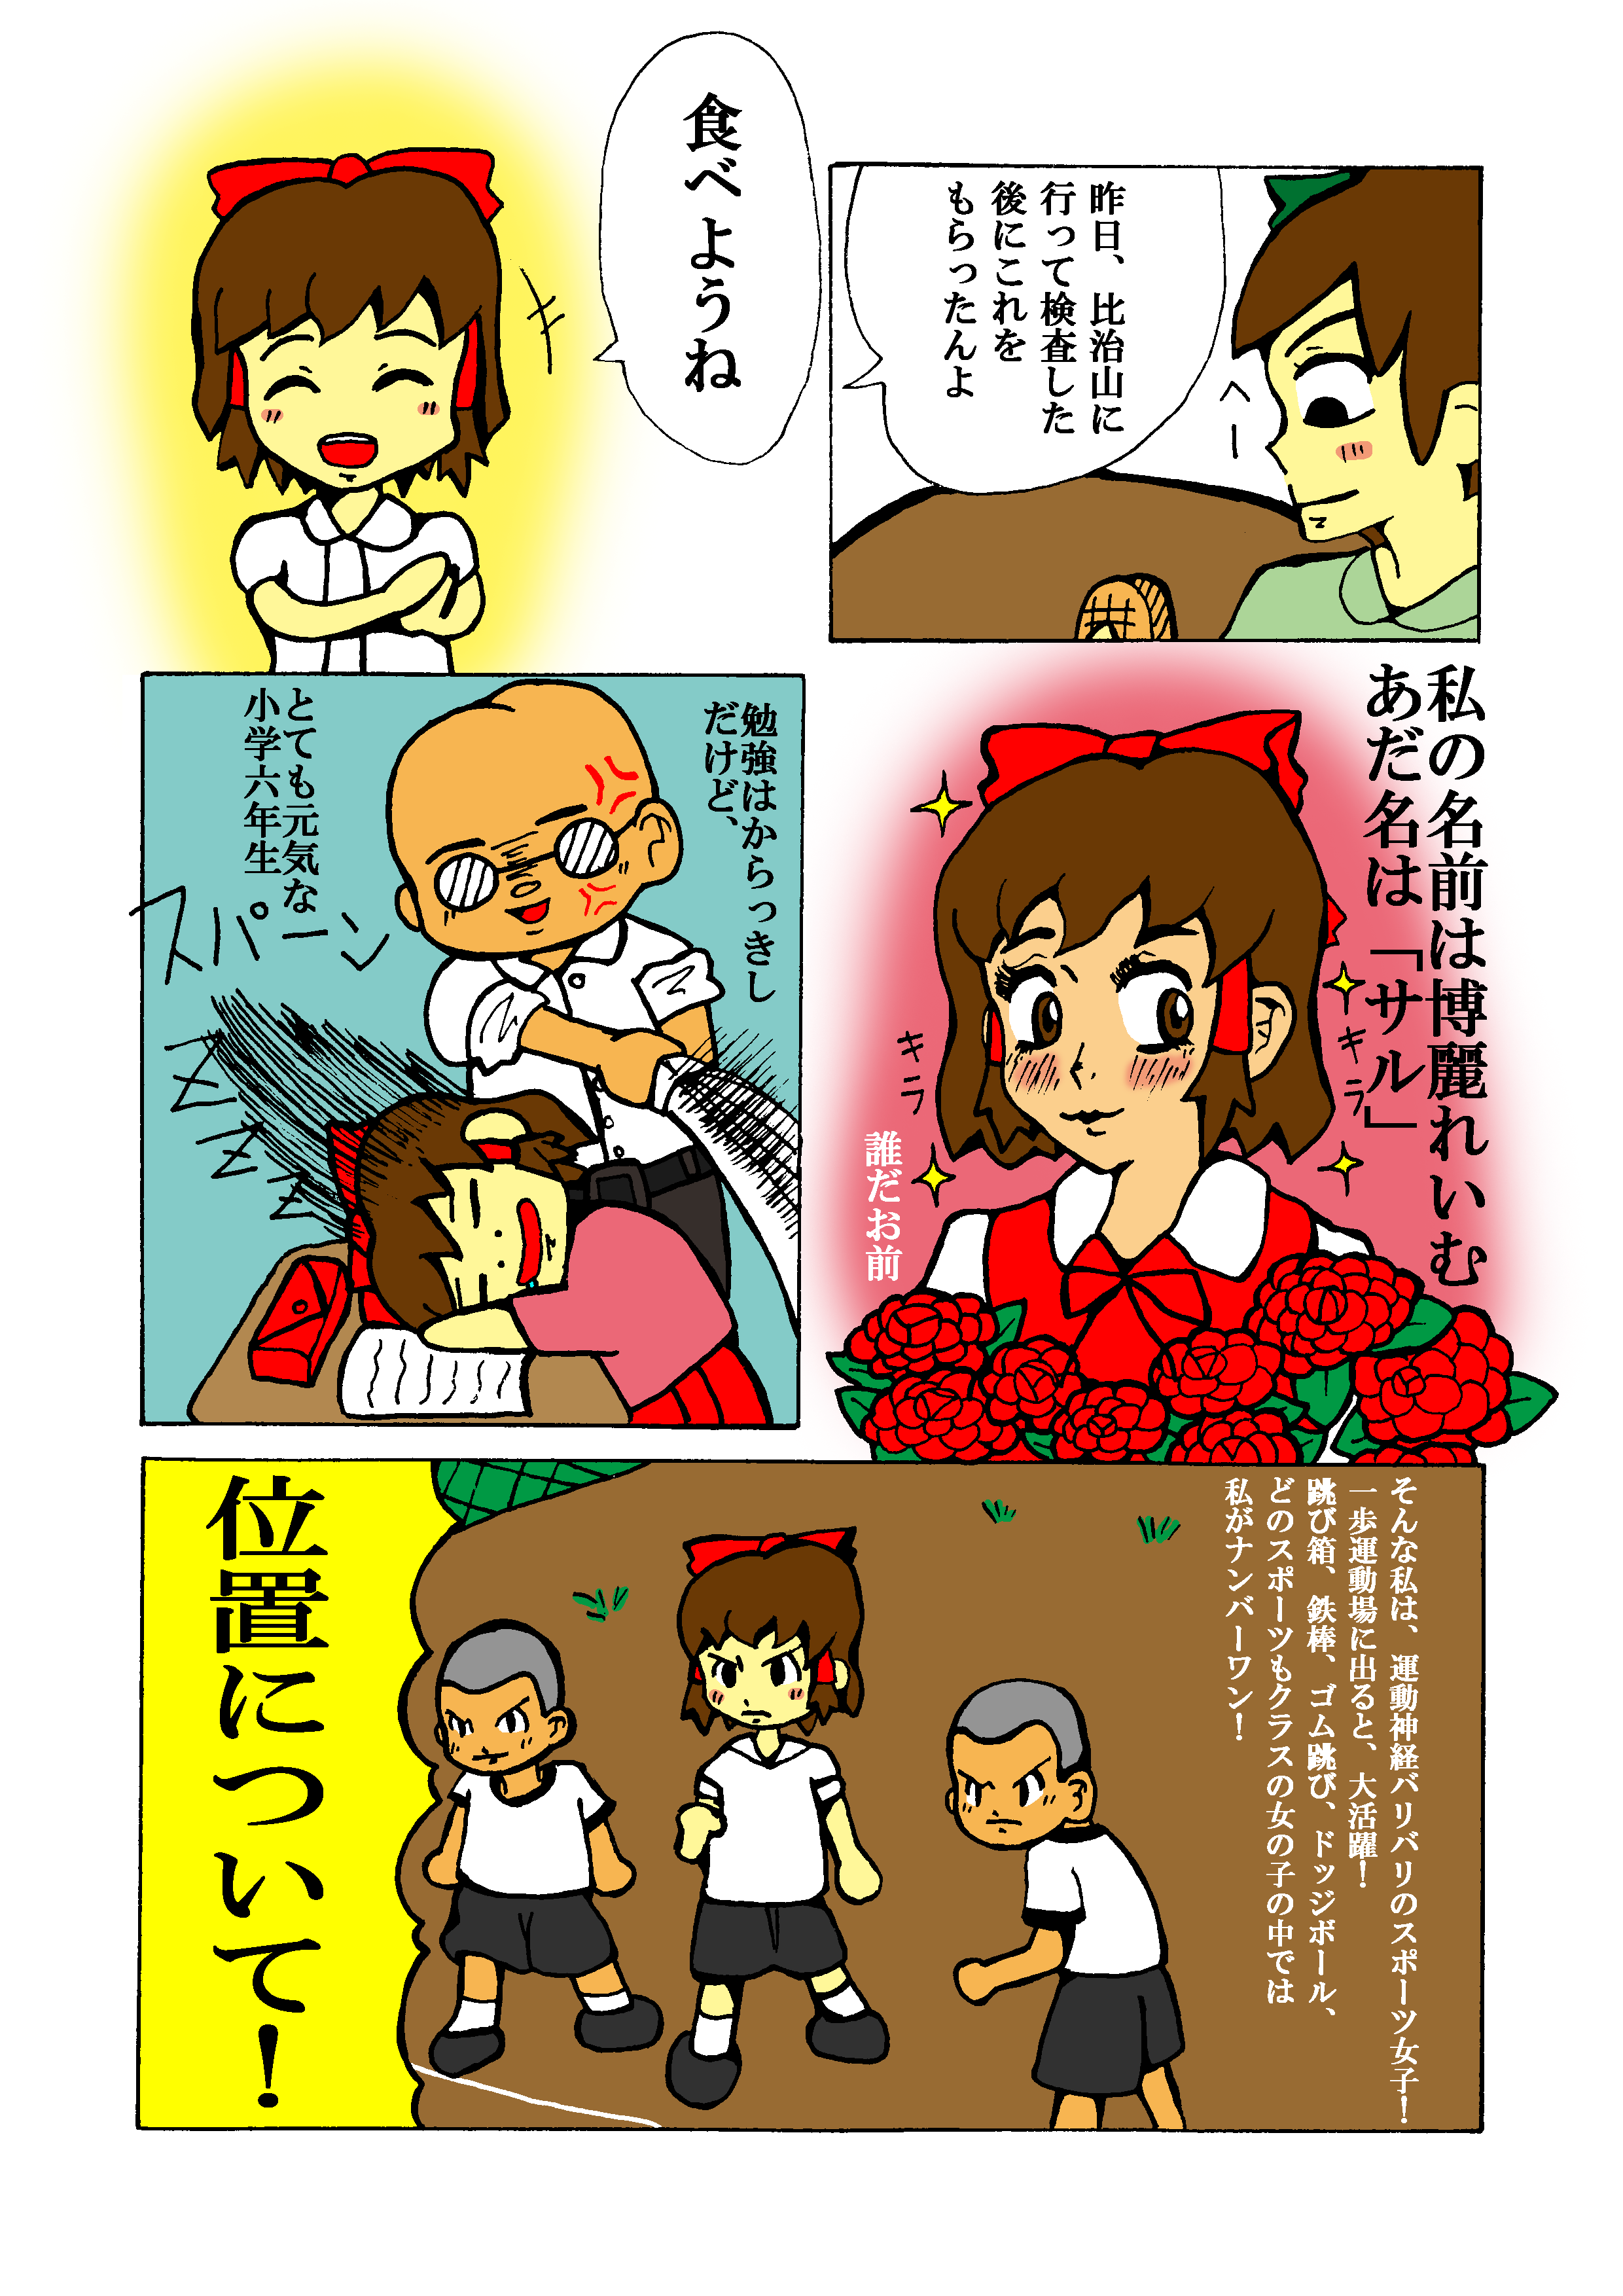 昨日、比治山に
行って検査した
後にこれを
もらったんよ
へー
食べようね
私の名前は博麗れいむ
あだ名は「サル」
キラ
キラ
誰だお前
勉強はからっきし
だけど、
とても元気な
小学六年生
スパーン
Z
Z
Z
Z
そんな私は、運動神経バリバリのスポーツ女子！
一歩運動場に出ると、大活躍！
跳び箱、鉄棒、ゴム跳び、ドッジボール、
どのスポーツもクラスの女の子の中では
私がナンバーワン！
位置について！